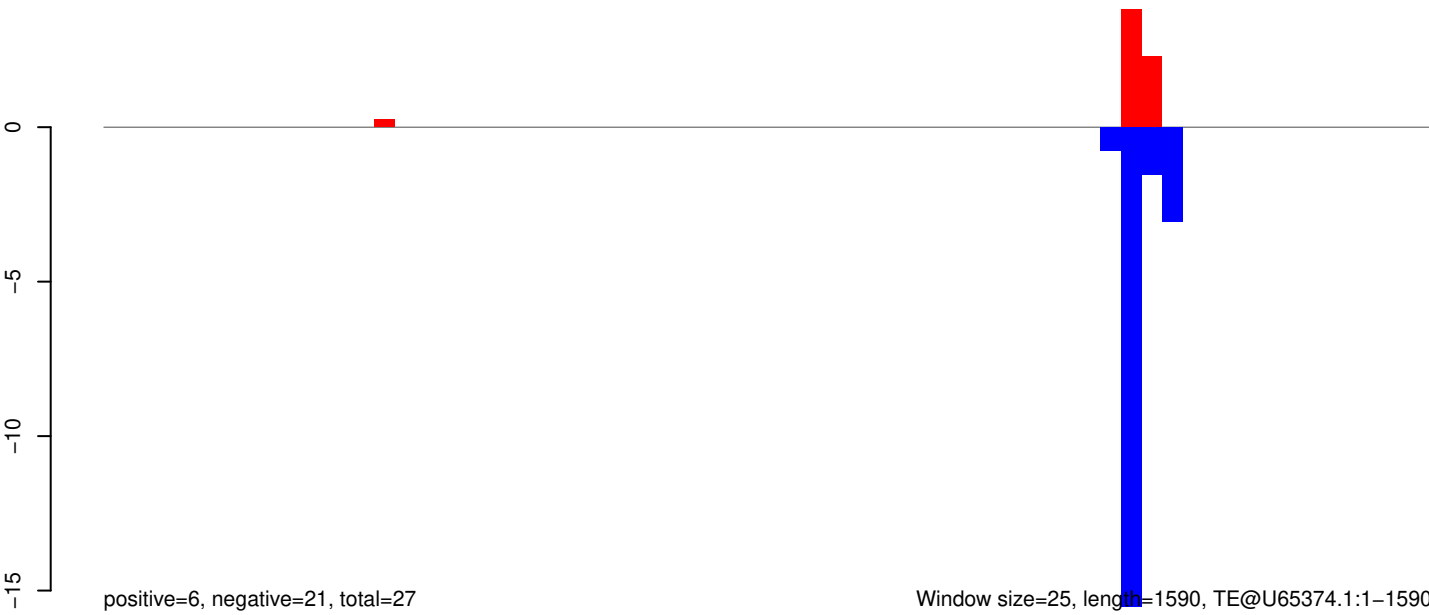 0
−5
−10
−15
positive=6, negative=21, total=27
Window size=25, length=1590, TE@U65374.1:1−1590